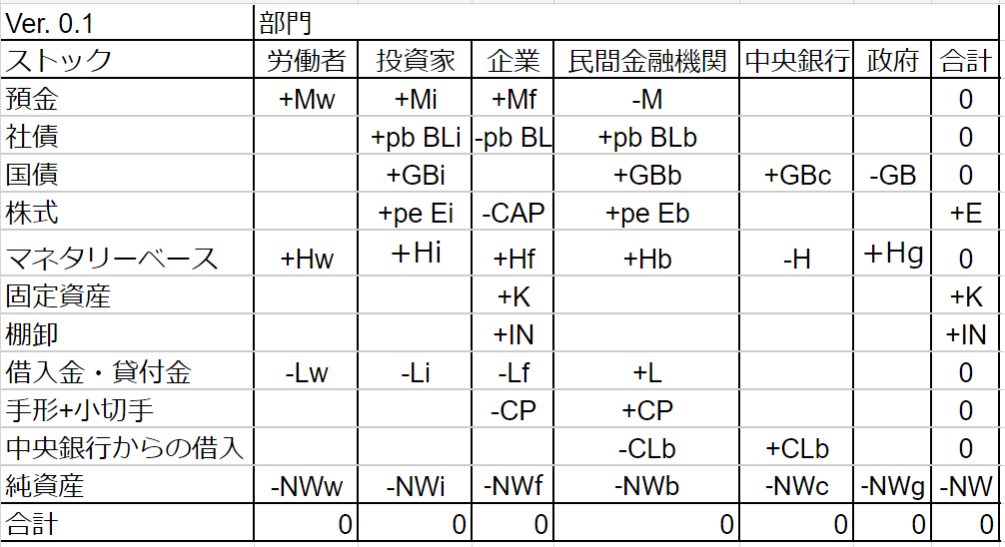 Ver. 0.1 部門
ストック 労働者 投資家 企業 民間金融機関 中央銀行 政府 合計
預金 +Mw +Mi +Mf -M 0
社債 +pb BLi -pb BL +pb BLb 0
国債 +GBi +GBb +GBc -GB 0
株式 +pe Ei -CAP +pe Eb +E
マネタリーベース +Hw +Hi +Hf +Hb -H +Hg 0
固定資産 +K +K
棚卸 +IN +IN
借入金・貸付金 -Lw -Li -Lf +L 0
手形+小切手 -CP +CP 0
中央銀行からの借入 -CLb +CLb 0
純資産 -NWw -NWi -NWf -NWb -NWc -NWg -NW
合計 0 0 0 0 0 0 0